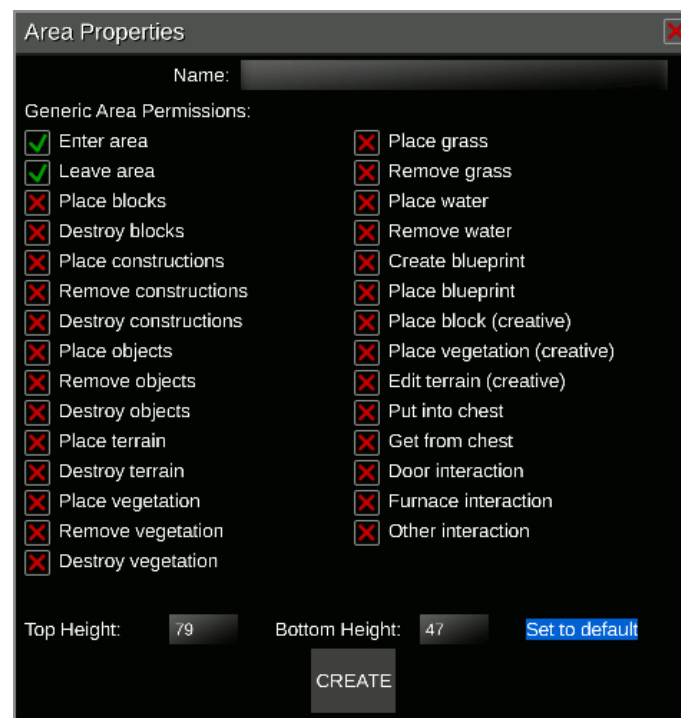 Area Properties
Name:
Generic Area Permissions:
Enter area
Leave area
Place blocks
Destroy blocks
Place constructions
Remove constructions
Destroy constructions
Place objects
Remove objects
Destroy objects
Place terrain
Destroy terrain
Place vegetation
Remove vegetation
Destroy vegetation
Place grass
Remove grass
Place water
Remove water
Create blueprint
Place blueprint
Place block (creative)
Place vegetation (creative)
Edit terrain (creative)
Put into chest
Get from chest
Door interaction
Furnace interaction
Other interaction
Top Height: 79 Bottom Height: 47 Set to default
CREATE